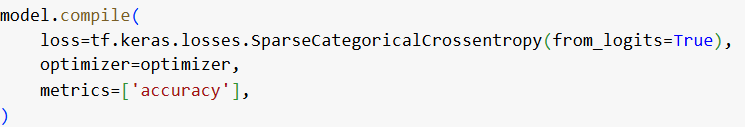 model.compile(
    loss=tf.keras.losses.SparseCategoricalCrossentropy(from_logits=True),
    optimizer=optimizer,
    metrics=['accuracy'],
)